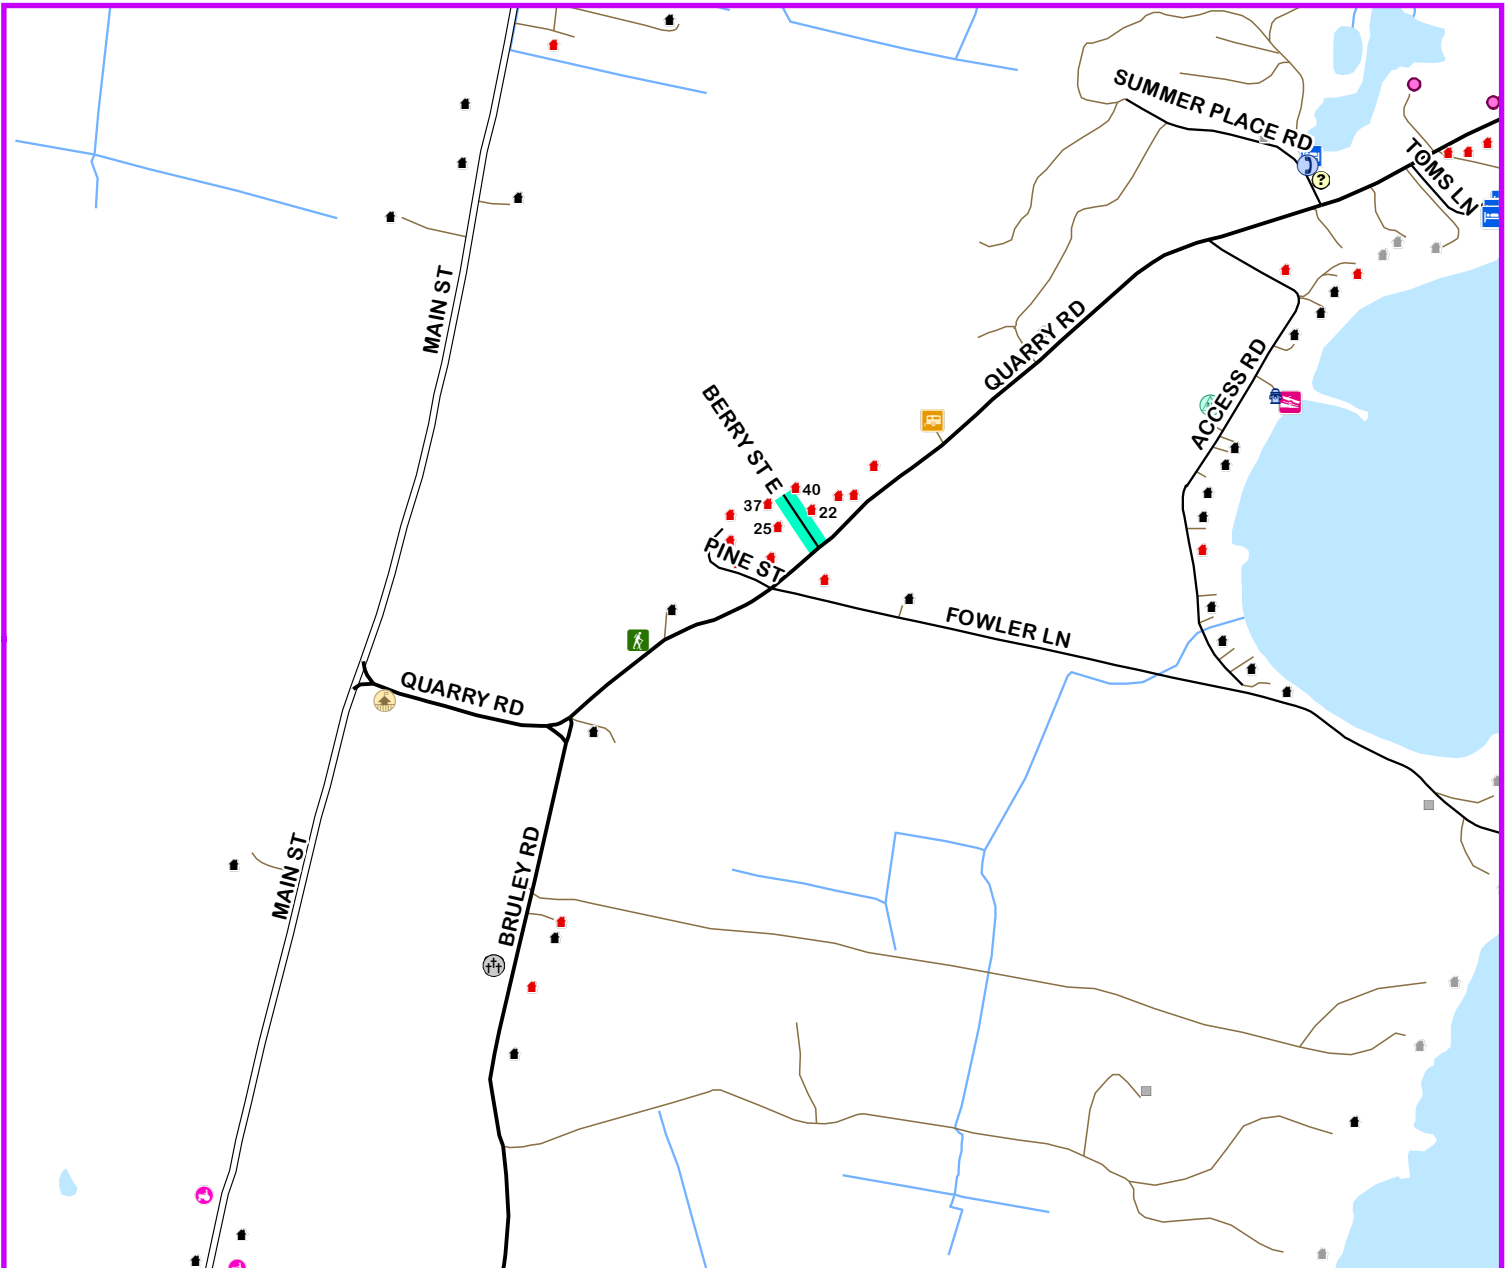 SUMMER PLACE RD
?
TOMS LN
MAIN ST
QUARRY RD
ACCESS RD
BERRY ST E
40
37
22
25
PINE ST
FOWLER LN
QUARRY RD
MAIN ST
BRULEY RD